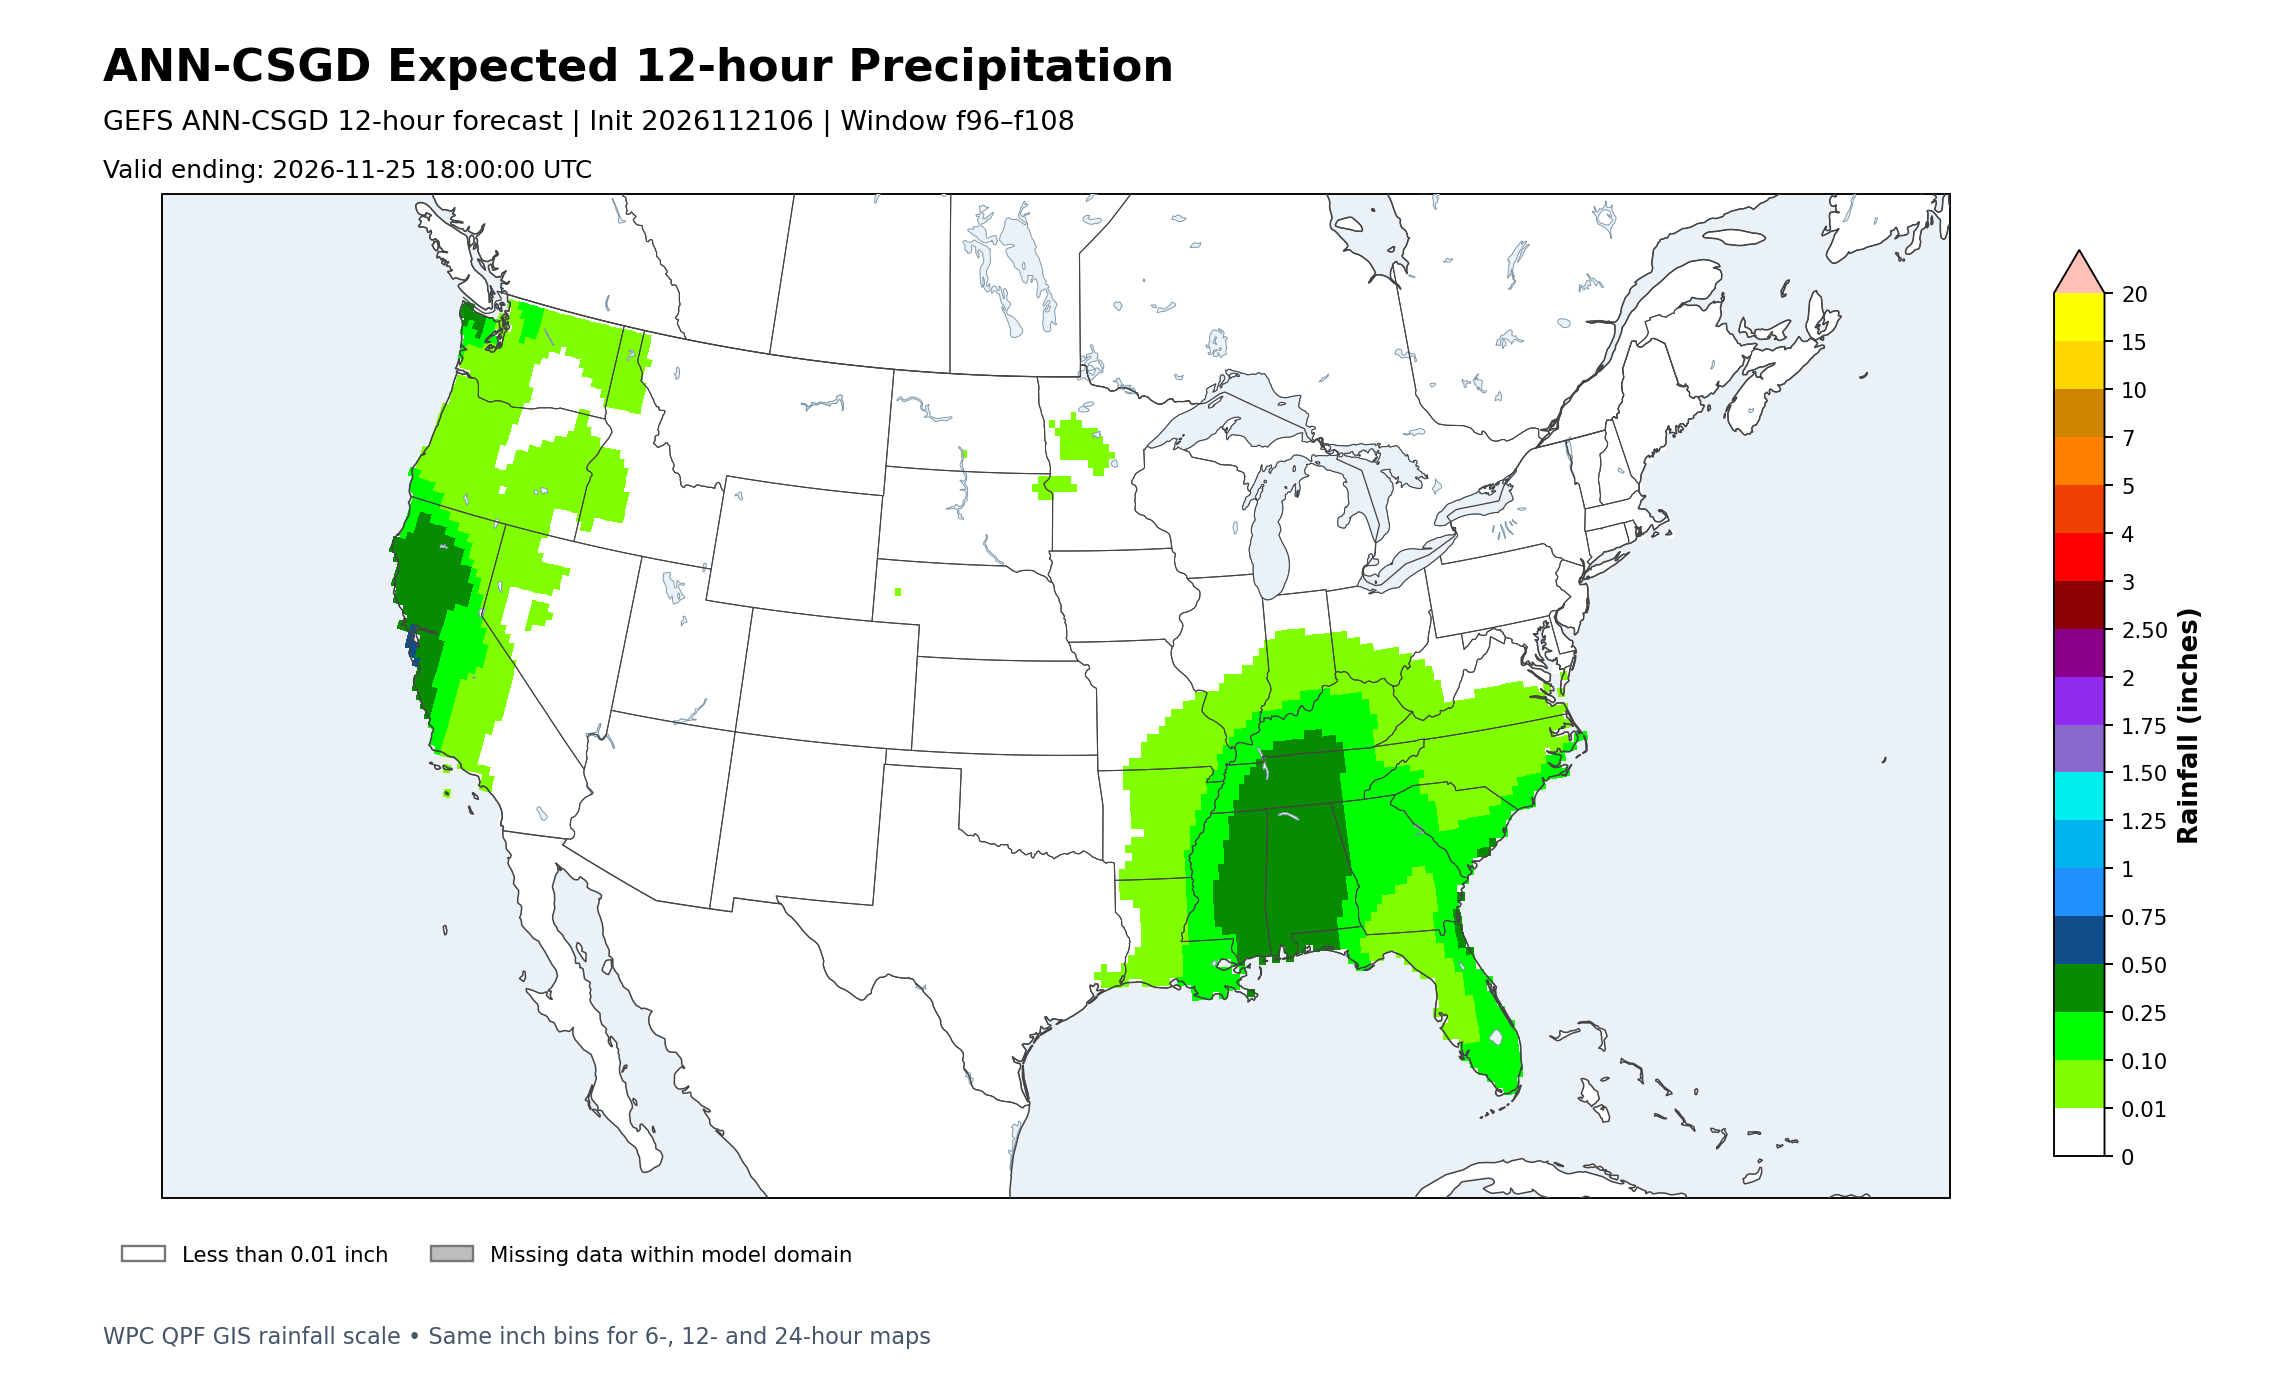 ANN-CSGD Expected 12-hour Precipitation
GEFS ANN-CSGD 12-hour forecast | Init 2026112106 | Window f96–f108
Valid ending: 2026-11-25 18:00:00 UTC
20
15
10
7
5
4
3
2.50
2
1.75
1.50
1.25
1
0.75
0.50
0.25
0.10
0.01
0
Rainfall (inches)
Less than 0.01 inch
Missing data within model domain
WPC QPF GIS rainfall scale • Same inch bins for 6-, 12- and 24-hour maps